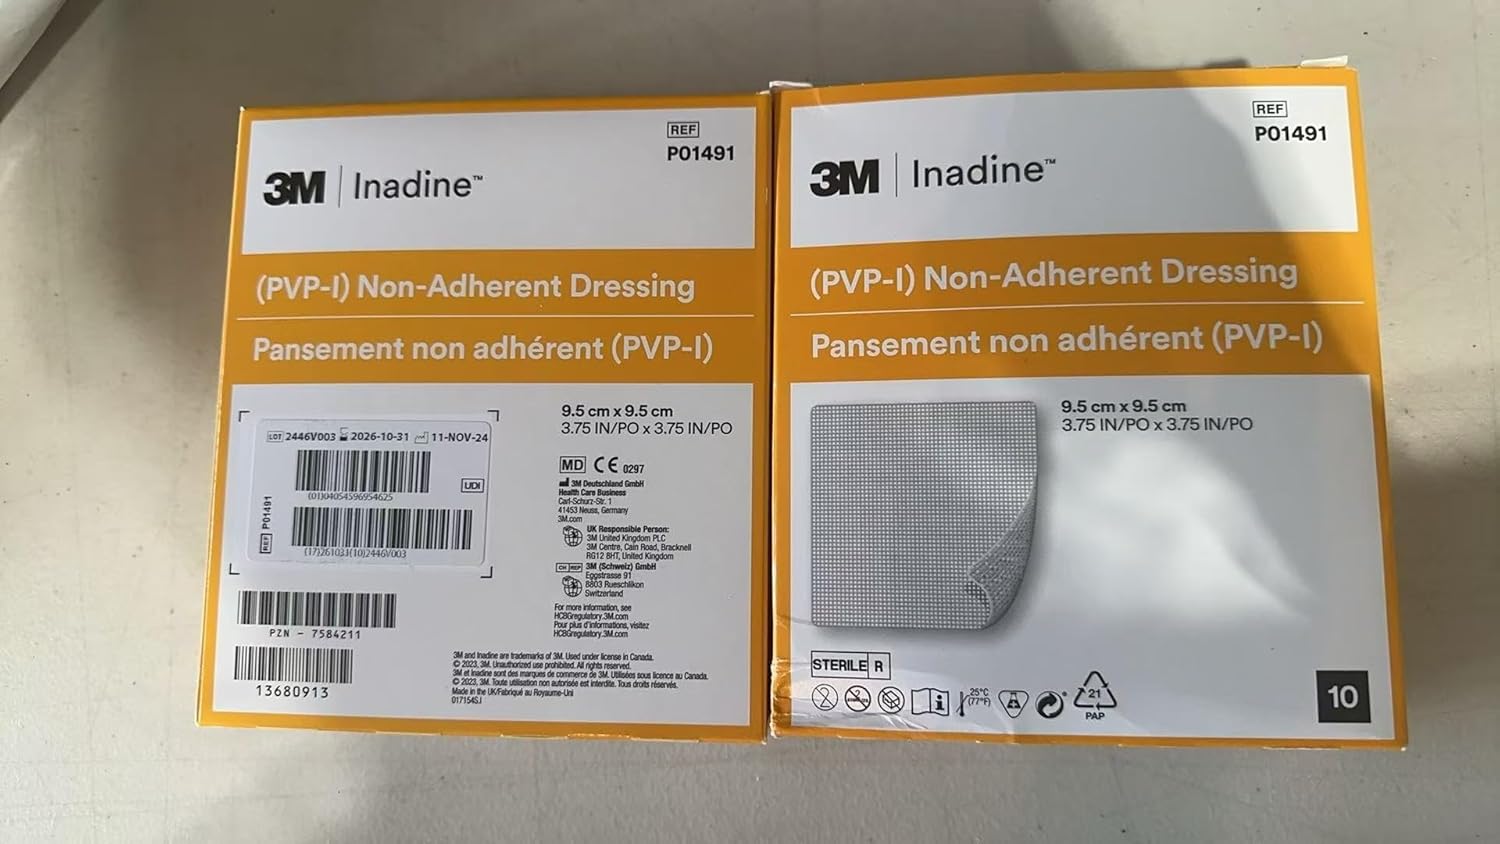 REF
P01491
3M | Inadine™
(PVP-I) Non-Adherent Dressing
Pansement non adhérent (PVP-I)
LOT 2446V003 2026-10-31 11-NOV-24
(01)04054596954625
UDI
REF P01491
(17)261031(10)2446V003
PZN - 7584211
13680913
9.5 cm x 9.5 cm
3.75 IN/PO x 3.75 IN/PO
MD CE 0297
3M Deutschland GmbH
Health Care Business
Carl-Schurz-Str. 1
41453 Neuss, Germany
3M.com
UK Responsible Person:
3M United Kingdom PLC
3M Centre, Cain Road, Bracknell
RG12 8HT, United Kingdom
CH REP 3M (Schweiz) GmbH
Eggstrasse 91
8803 Rueschlikon
Switzerland
For more information, see
HCBGregulatory.3M.com
Pour plus d'informations, visitez
HCBGregulatory.3M.com
3M and Inadine are trademarks of 3M. Used under license in Canada.
© 2023, 3M. Unauthorized use prohibited. All rights reserved.
3M et Inadine sont des marques de commerce de 3M. Utilisées sous licence au Canada.
© 2023, 3M. Toute utilisation non autorisée est interdite. Tous droits réservés.
Made in the UK/Fabriqué au Royaume-Uni
REF
P01491
3M | Inadine™
(PVP-I) Non-Adherent Dressing
Pansement non adhérent (PVP-I)
9.5 cm x 9.5 cm
3.75 IN/PO x 3.75 IN/PO
STERILE R
2
25°C
(77°F)
21
PAP
10